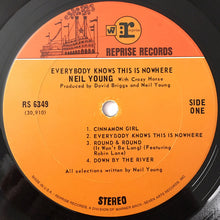 REPRISE RECORDS
EVERYBODY KNOWS THIS IS NOWHERE
NEIL YOUNG With Crazy Horse
Produced by David Briggs and Neil Young
RS 6349
(30,910)
SIDE
ONE
1. CINNAMON GIRL
2. EVERYBODY KNOWS THIS IS NOWHERE
3. ROUND & ROUND
(It Won't Be Long) (Featuring
Robin Lane)
4. DOWN BY THE RIVER
All selections written by Neil Young
STEREO